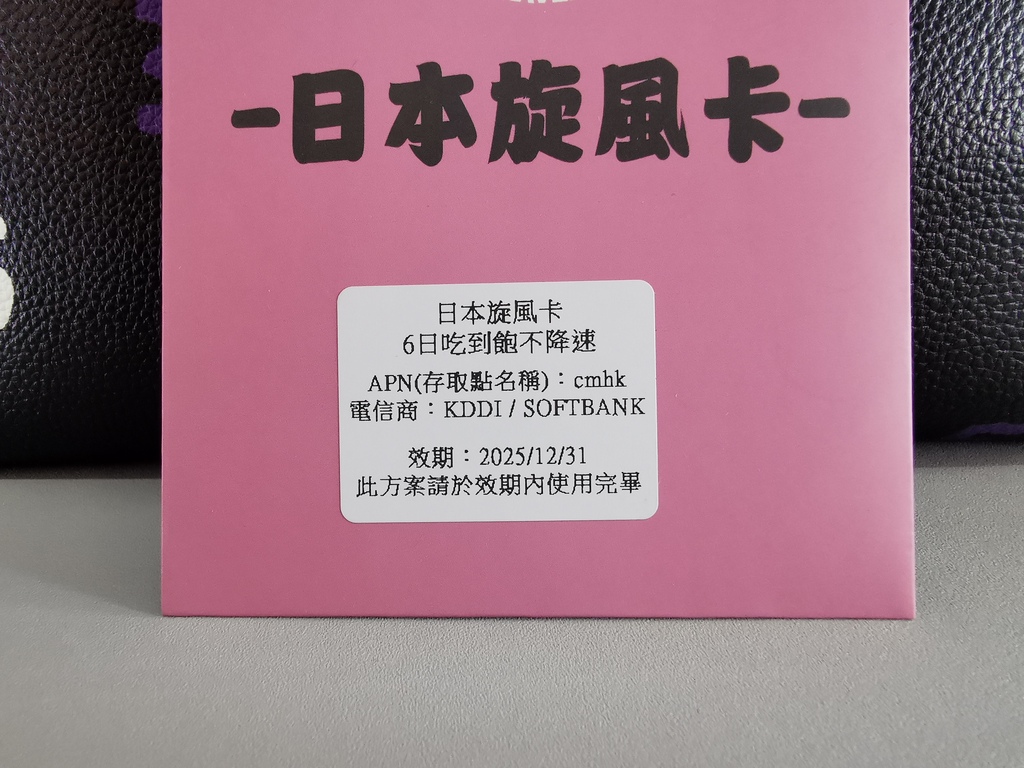 -日本旋風卡-
日本旋風卡
6日吃到飽不降速
APN(存取點名稱)：cmhk
電信商：KDDI / SOFTBANK
效期：2025/12/31
此方案請於效期內使用完畢